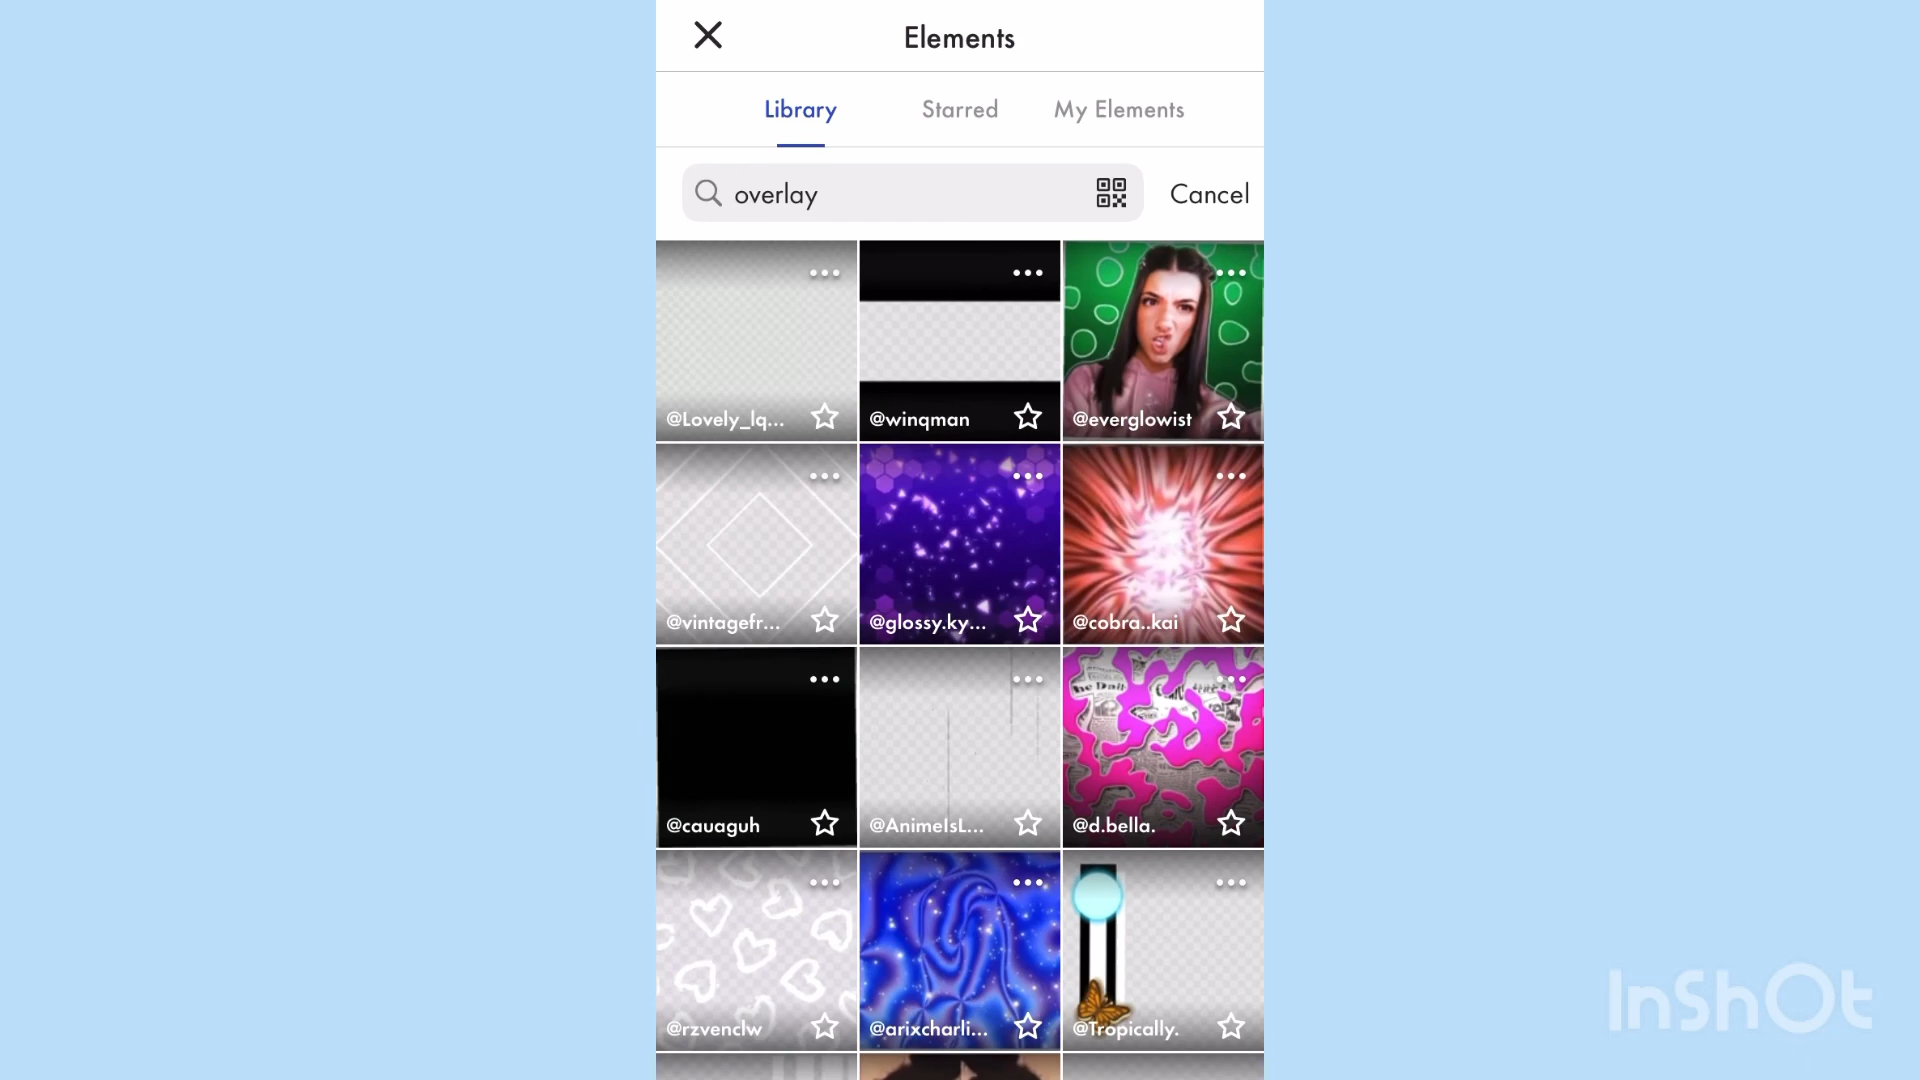 Elements
Library Starred My Elements
overlay Cancel
@Lovely_lq... @winqman @everglowist
@vintagefr... @glossy.ky... @cobra..kai
@cauaguh @AnimeIsL... @d.bella.
@rzvenclw @arixcharli... @Tropically.
InShOt